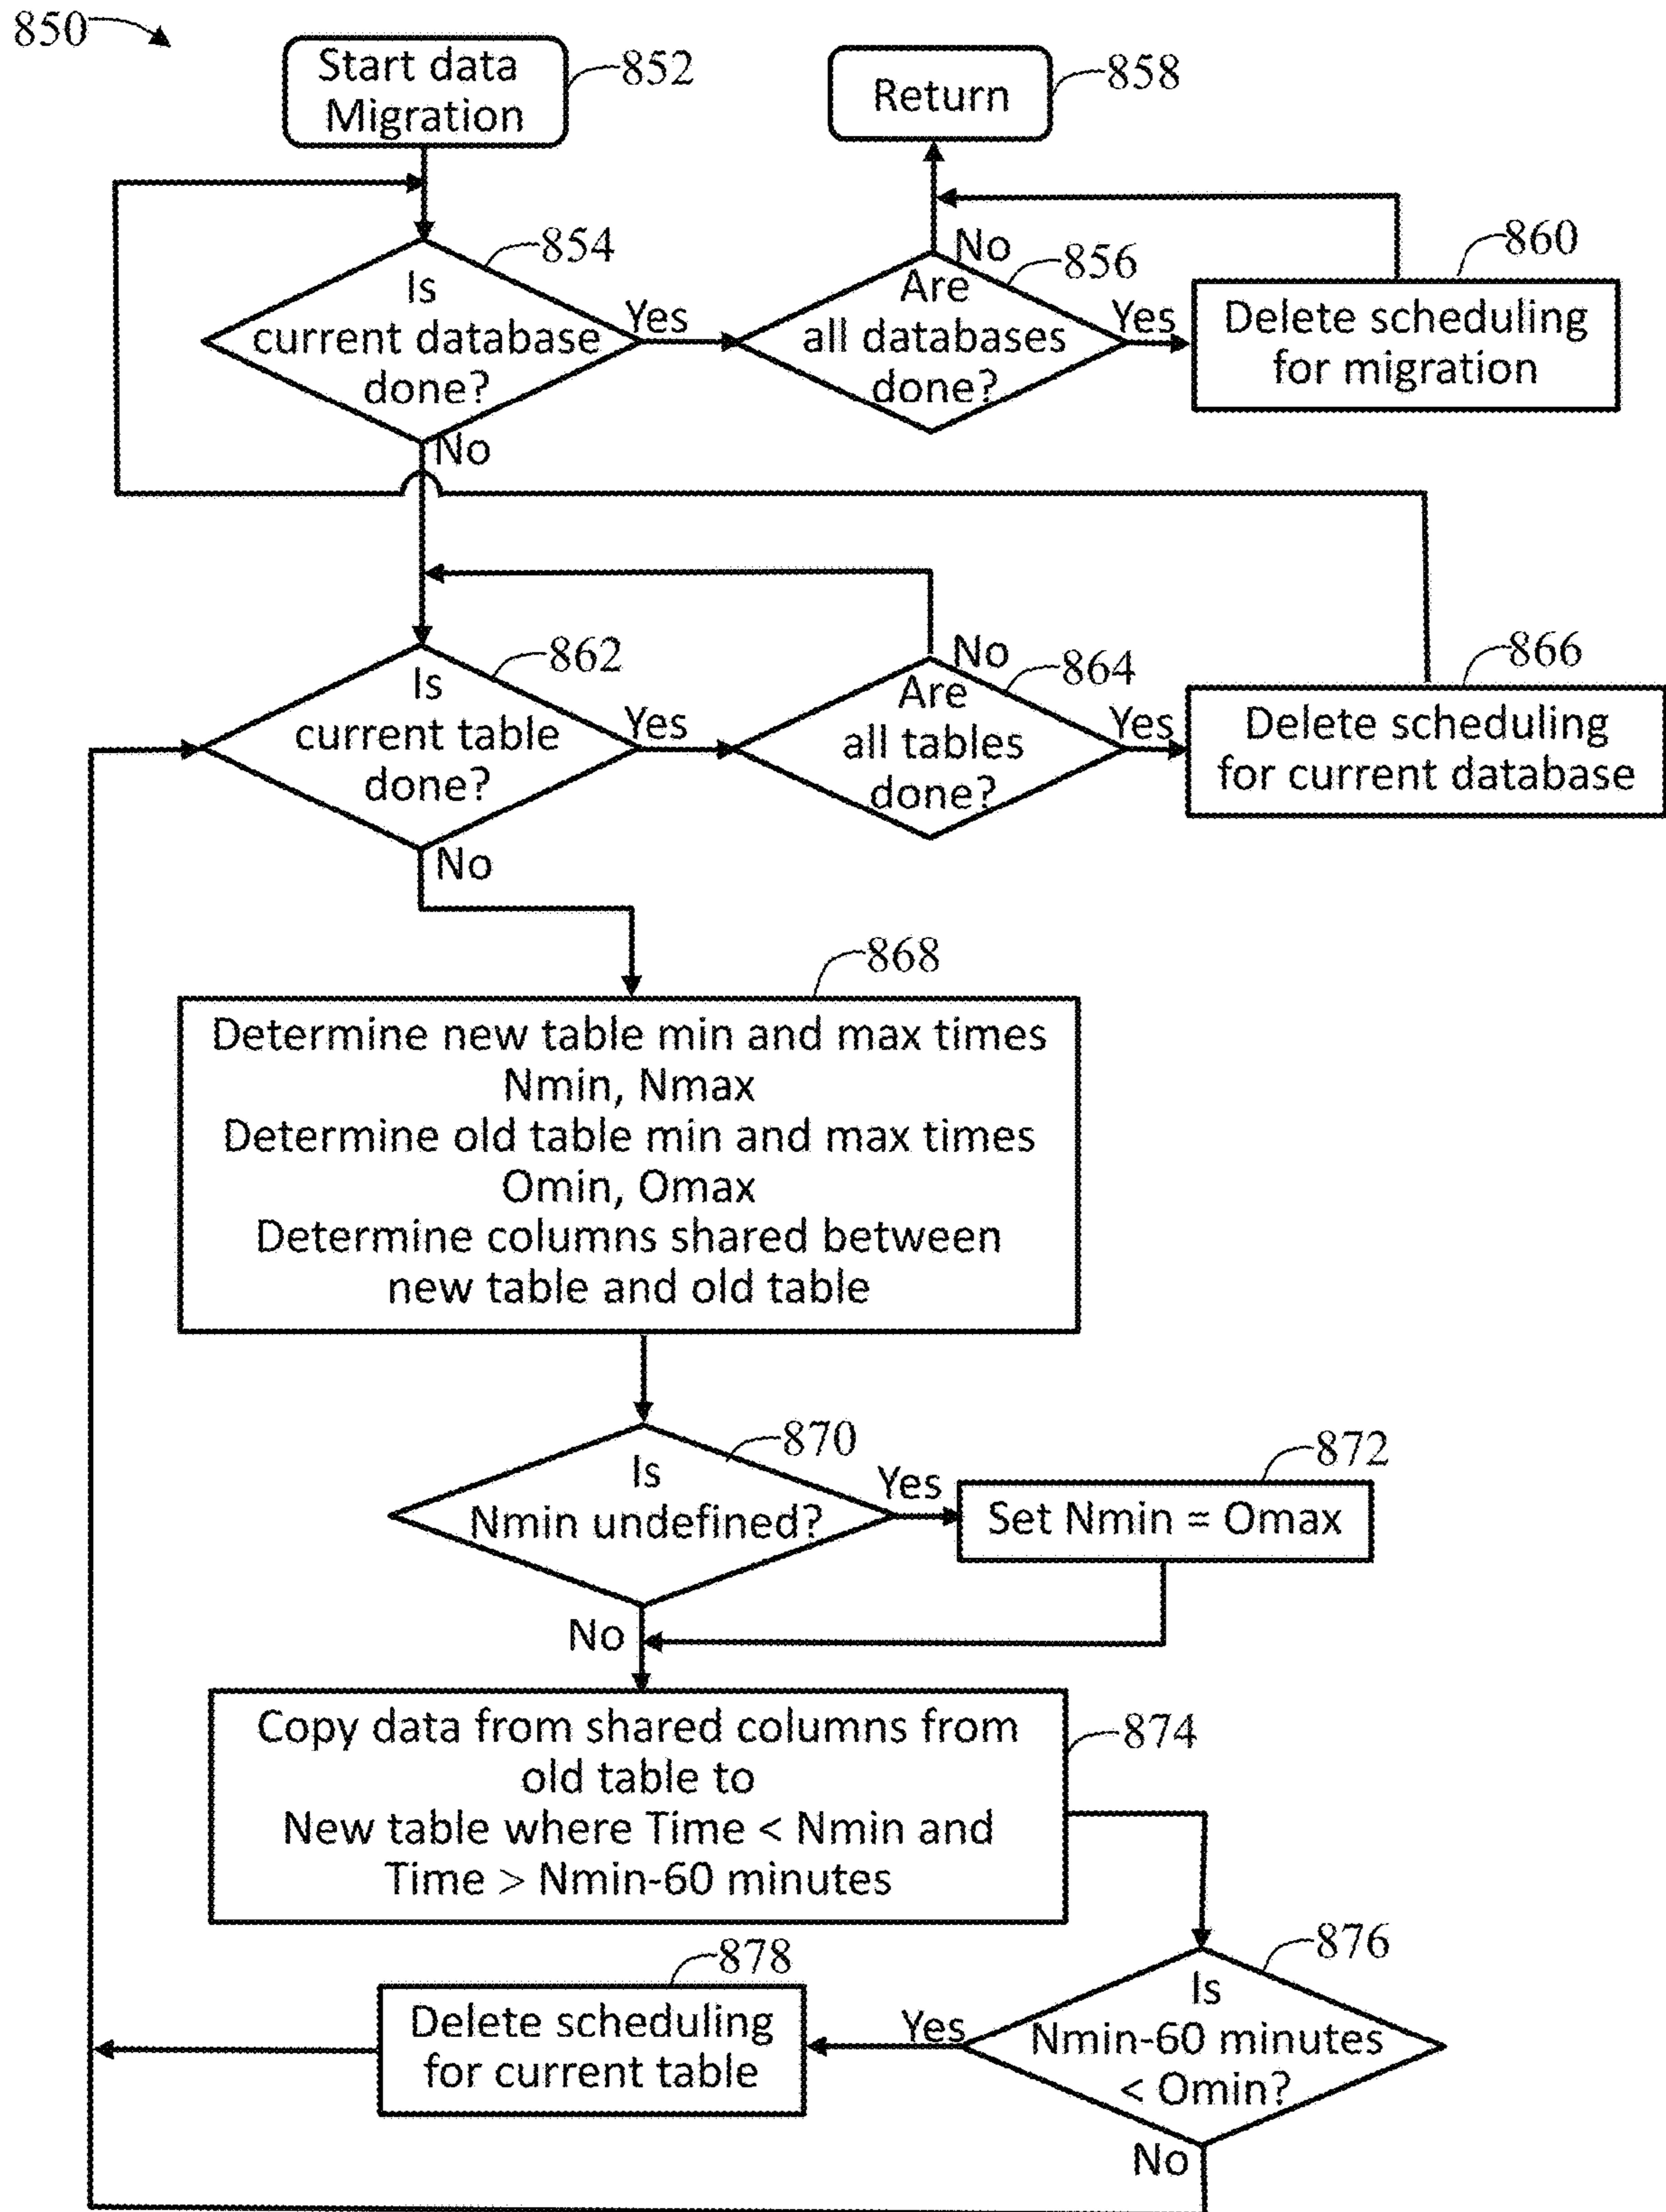 850
Start data
Migration
852
Return
858
Is
current database
done?
854
Yes
No
Are
all databases
done?
856
No
Yes
Delete scheduling
for migration
860
Is
current table
done?
862
Yes
No
Are
all tables
done?
864
No
Yes
Delete scheduling
for current database
866
868
Determine new table min and max times
Nmin, Nmax
Determine old table min and max times
Omin, Omax
Determine columns shared between
new table and old table
Is
Nmin undefined?
870
Yes
No
Set Nmin = Omax
872
Copy data from shared columns from
old table to
New table where Time < Nmin and
Time > Nmin-60 minutes
874
Is
Nmin-60 minutes
< Omin?
876
Yes
No
Delete scheduling
for current table
878